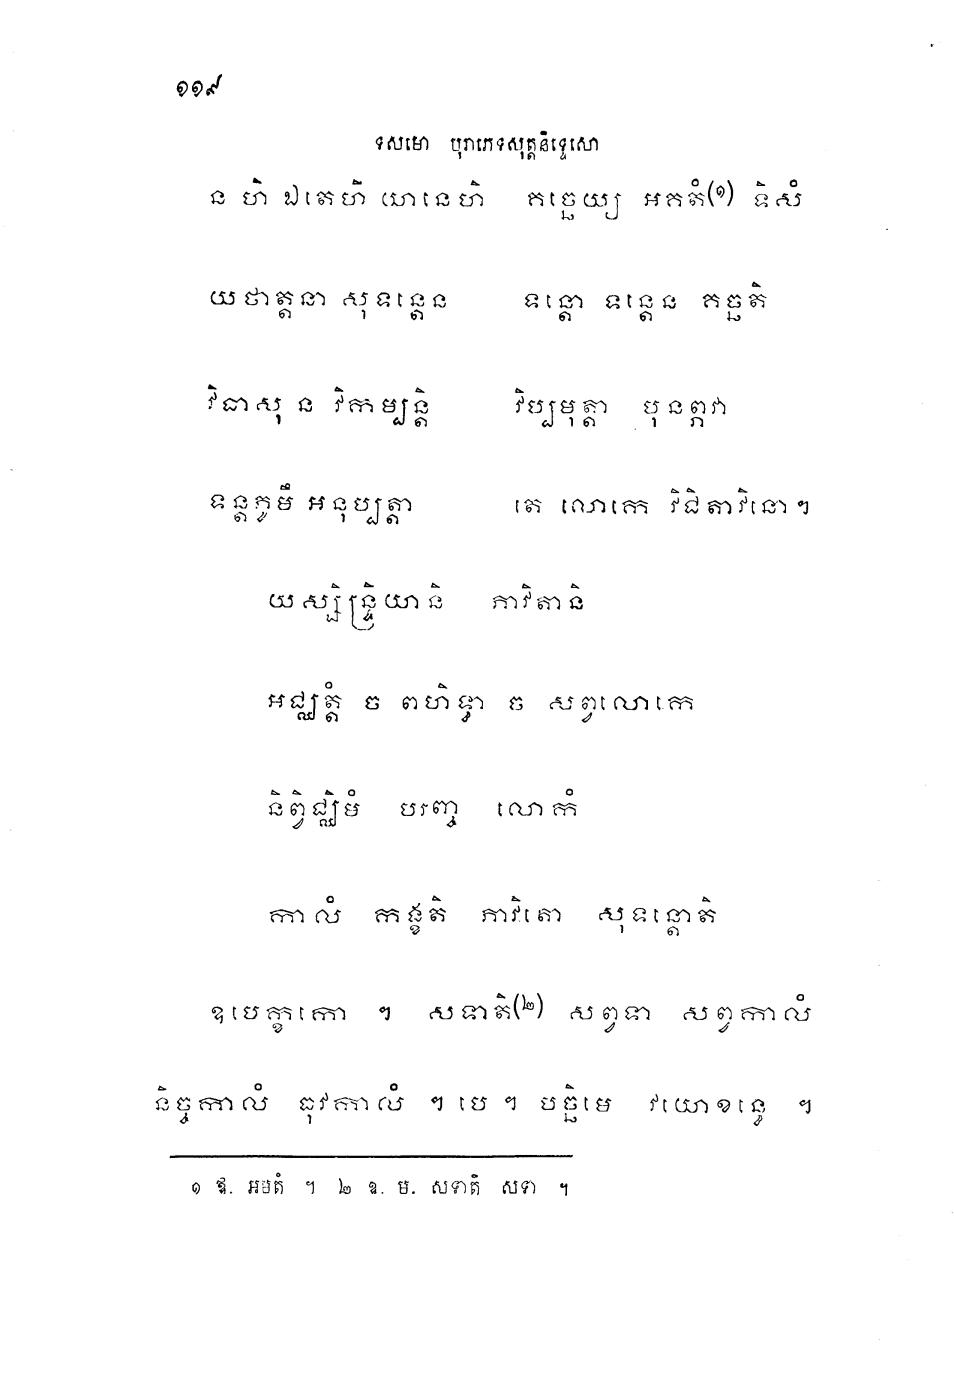 ១១៩
ទសមោ បុរាភេទសុត្តនិទ្ទេសោ
ន ហិ ឯតេហិ យានេហិ គច្ឆេយ្យ អគតំ(១) ទិសំ
យថាត្តនា សុទន្តេន ទន្តោ ទន្តេន គច្ឆតិ
វិធាសុ ន វិកម្បន្តិ វិប្បមុត្តា បុនព្ភវា
ទន្តភូមឹ អនុប្បត្តា តេ លោកេ វិជិតាវិនោ។
យស្សិន្ទ្រិយានិ ភាវិតានិ
អជ្ឈត្តំ ច ពហិទ្ធា ច សព្វលោកេ
និព្វិជ្ឈិមំ បរញ្ច លោកំ
កាលំ កង្ខតិ ភាវិតោ សុទន្តោតិ
ឧបេក្ខកោ ។ សទាតិ(២) សព្វទា សព្វកាលំ
និច្ចកាលំ ធុវកាលំ ។ បេ ។ បច្ឆិមេ វយោខន្ធេ ។
១ ឱ. អមតំ ។ ២ ឧ. ម. សទាតិ សទា ។